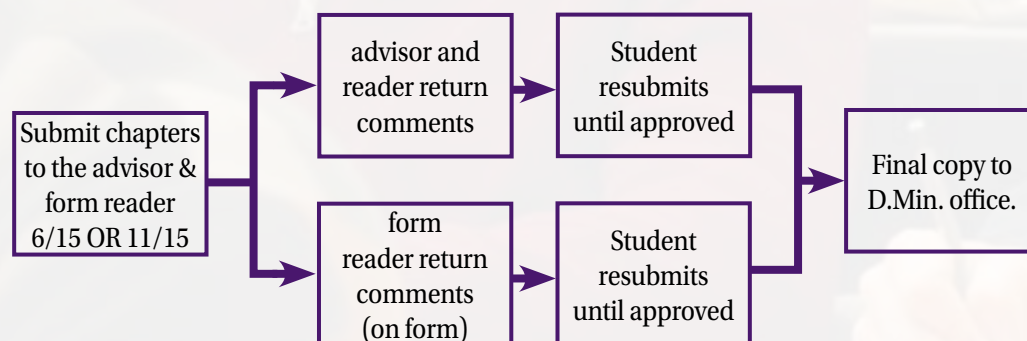 Submit chapters
to the advisor &
form reader
6/15 OR 11/15
advisor and
reader return
comments
Student
resubmits
until approved
form
reader return
comments
(on form)
Student
resubmits
until approved
Final copy to
D.Min. office.